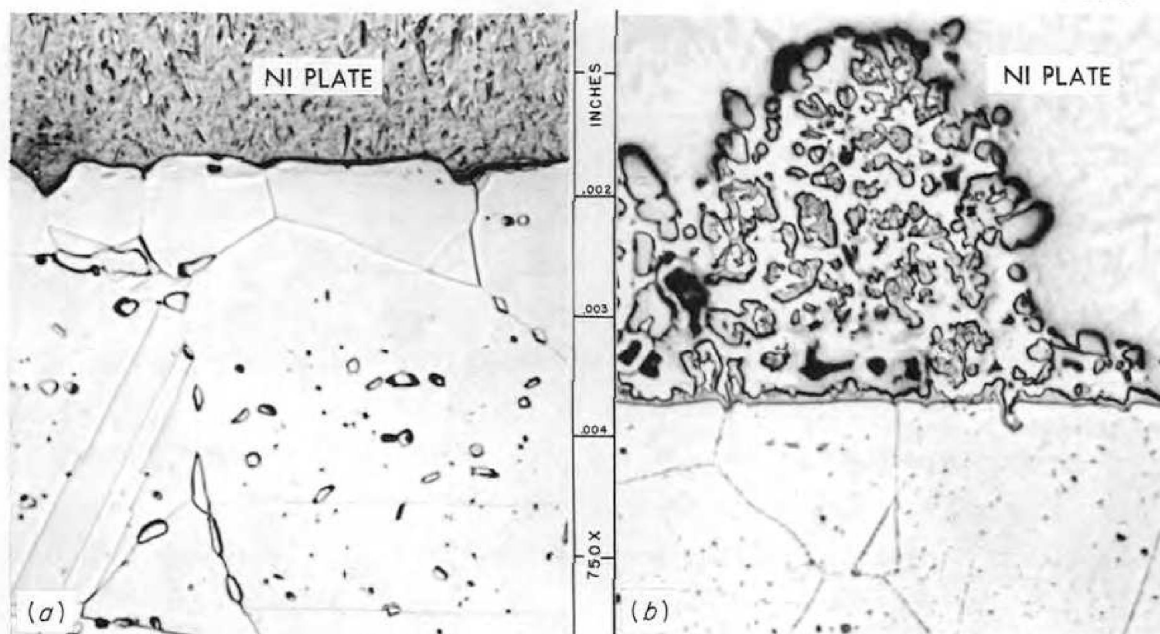 NI PLATE
(a)
INCHES
.002
.003
.004
750X
NI PLATE
(b)